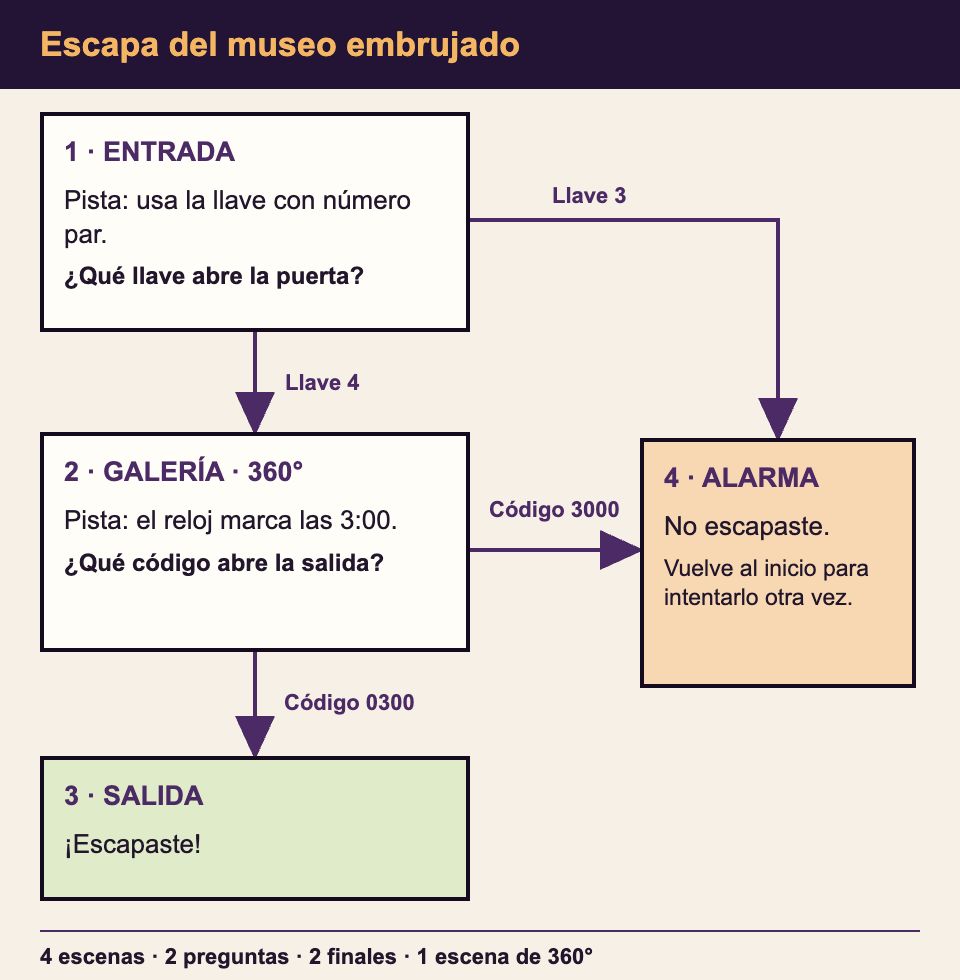 Escapa del museo embrujado
1 · ENTRADA
Pista: usa la llave con número
par.
¿Qué llave abre la puerta?
Llave 3
Llave 4
2 · GALERÍA · 360°
Pista: el reloj marca las 3:00.
¿Qué código abre la salida?
Código 3000
4 · ALARMA
No escapaste.
Vuelve al inicio para
intentarlo otra vez.
Código 0300
3 · SALIDA
¡Escapaste!
4 escenas · 2 preguntas · 2 finales · 1 escena de 360°